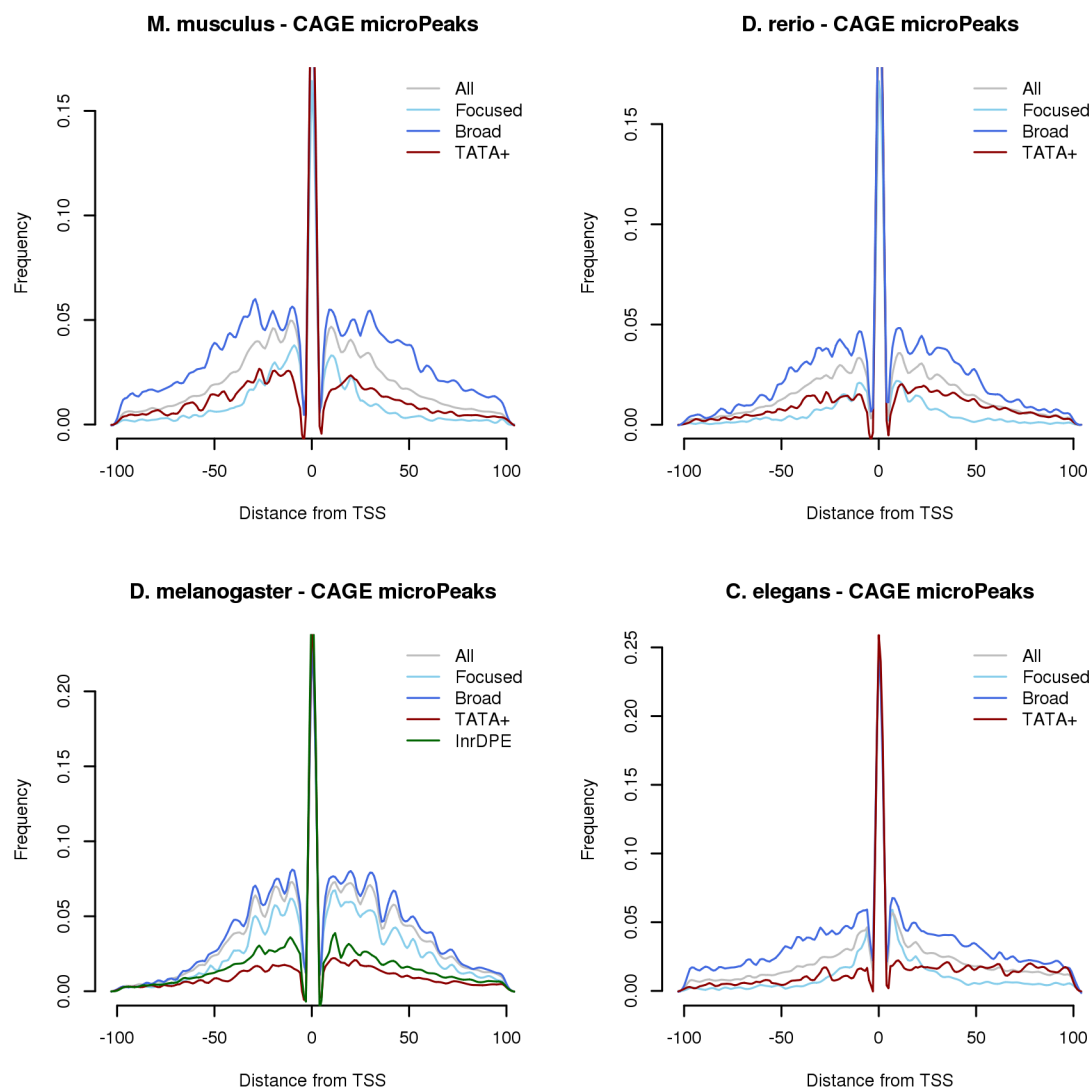 M. musculus - CAGE microPeaks
All
Focused
Broad
TATA+
Frequency
0.00
0.05
0.10
0.15
-100 -50 0 50 100
Distance from TSS
D. rerio - CAGE microPeaks
All
Focused
Broad
TATA+
Frequency
0.00
0.05
0.10
0.15
-100 -50 0 50 100
Distance from TSS
D. melanogaster - CAGE microPeaks
All
Focused
Broad
TATA+
InrDPE
Frequency
0.00
0.05
0.10
0.15
0.20
-100 -50 0 50 100
Distance from TSS
C. elegans - CAGE microPeaks
All
Focused
Broad
TATA+
Frequency
0.00
0.05
0.10
0.15
0.20
0.25
-100 -50 0 50 100
Distance from TSS